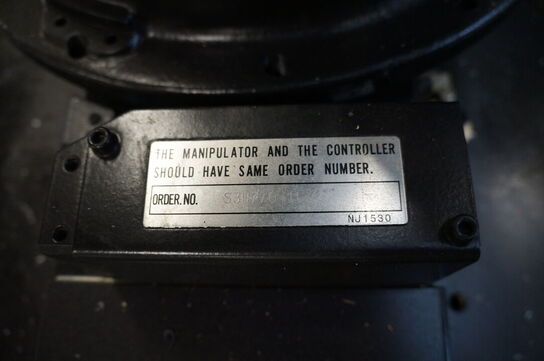 THE MANIPULATOR AND THE CONTROLLER
SHOULD HAVE SAME ORDER NUMBER.
ORDER.NO.
NJ1530